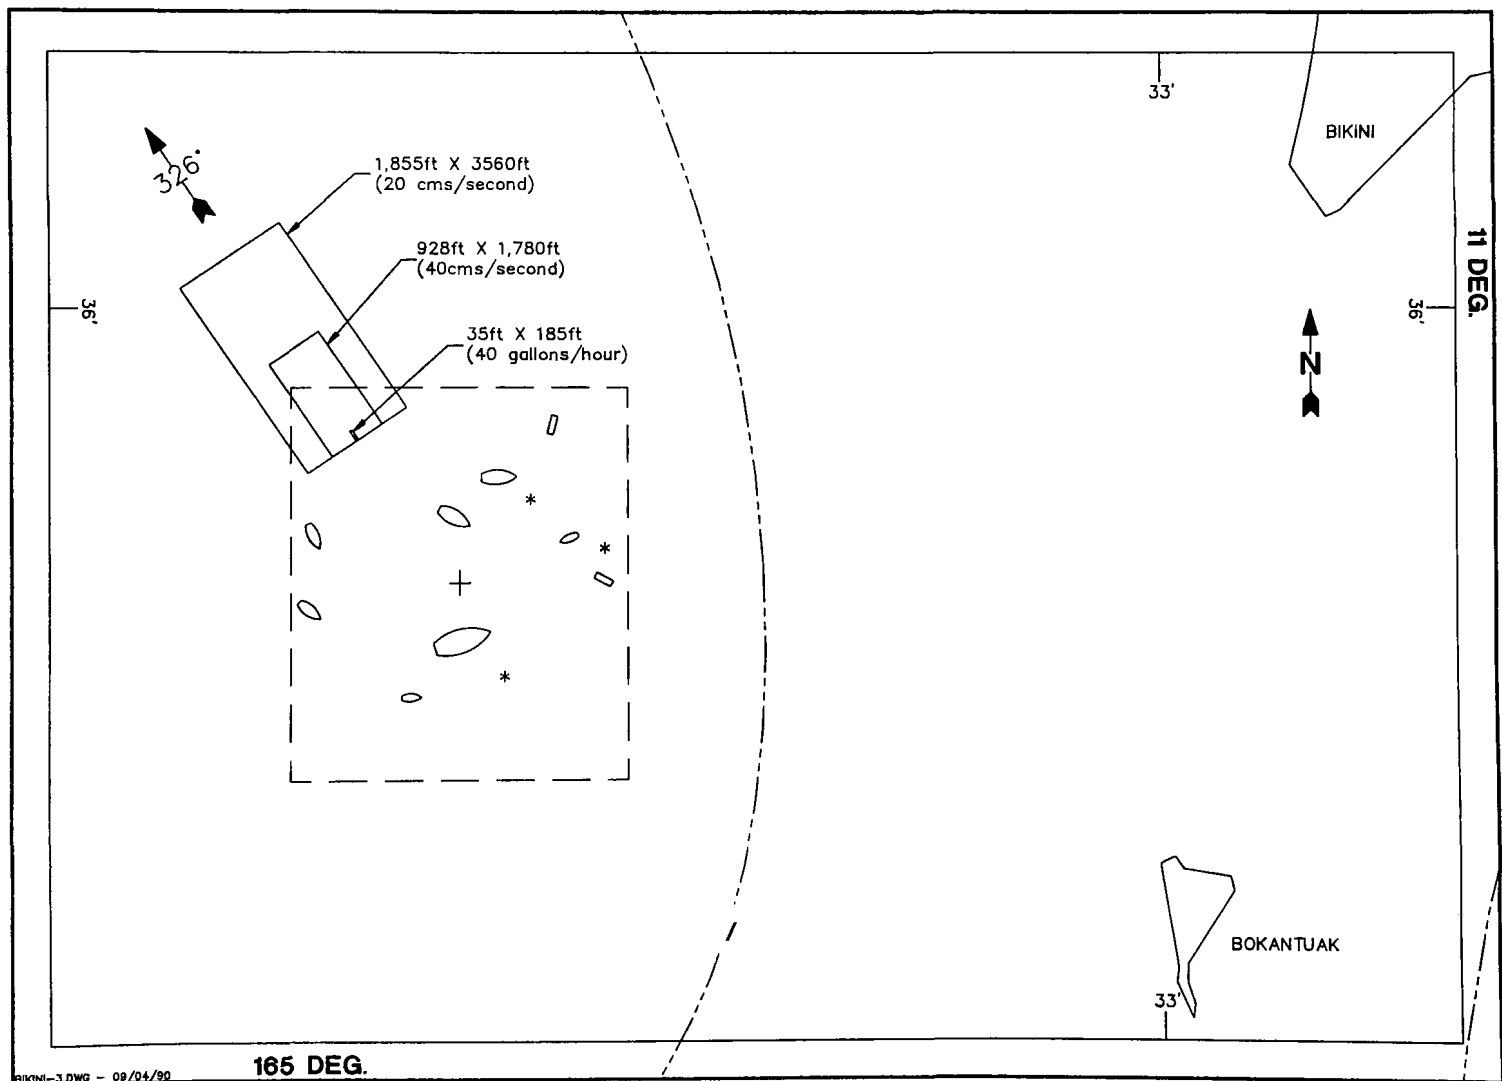 33'
BIKINI
326°
1,855ft X 3560ft
(20 cms/second)
928ft X 1,780ft
(40cms/second)
11 DEG.
36'
36'
35ft X 185ft
(40 gallons/hour)
N
BOKANTUAK
33'
165 DEG.
BIKINI-3.DWG - 09/04/90